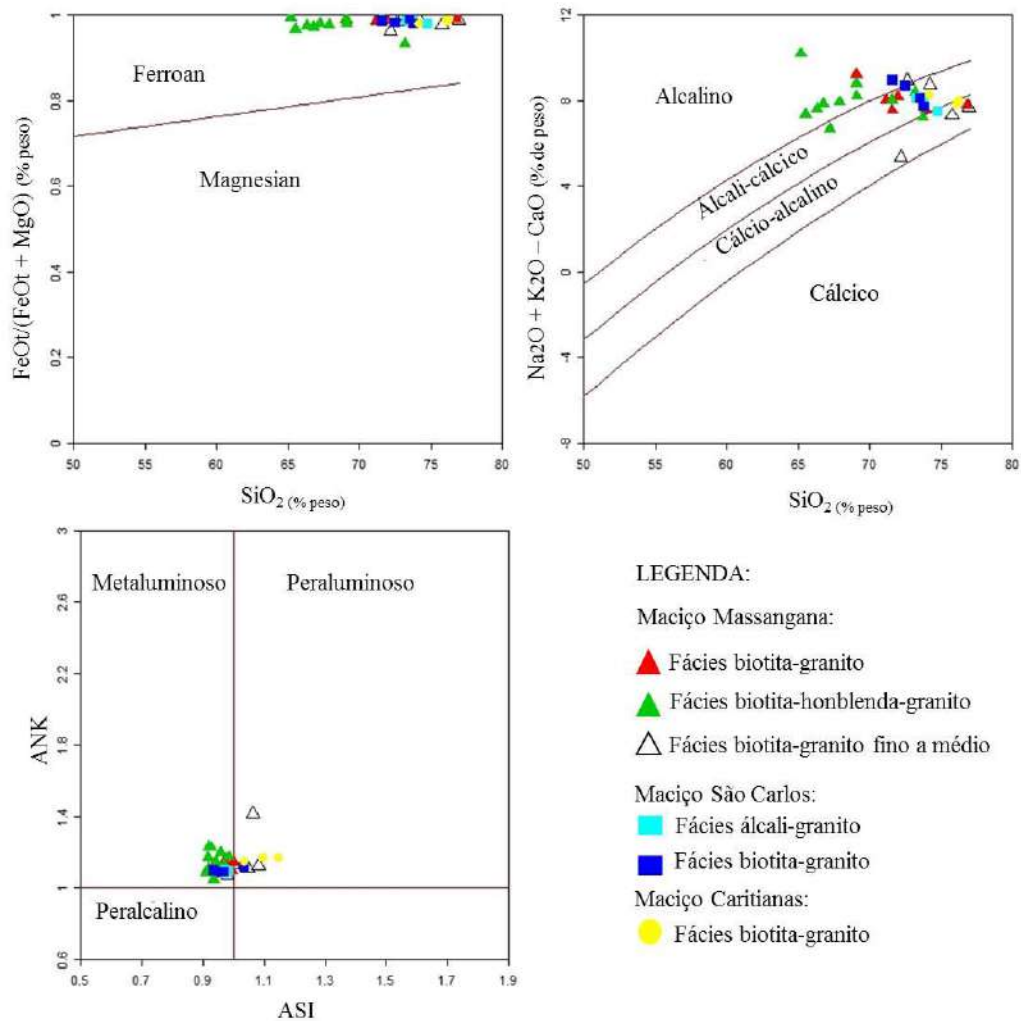 FeOt/(FeOt + MgO) (% peso)
1
0.8
0.6
0.4
0.2
0
Ferroan
Magnesian
50 55 60 65 70 75 80
SiO2 (% peso)
Na2O + K2O – CaO (% de peso)
12
8
4
0
-4
-8
Alcalino
Alcali-cálcico
Cálcio-alcalino
Cálcico
50 55 60 65 70 75 80
SiO2 (% peso)
ANK
3
2.6
2.2
1.8
1.4
1
0.6
Metaluminoso
Peraluminoso
Peralcalino
0.5 0.7 0.9 1.1 1.3 1.5 1.7 1.9
ASI
LEGENDA:
Maciço Massangana:
Fácies biotita-granito
Fácies biotita-honblenda-granito
Fácies biotita-granito fino a médio
Maciço São Carlos:
Fácies álcali-granito
Fácies biotita-granito
Maciço Caritianas:
Fácies biotita-granito